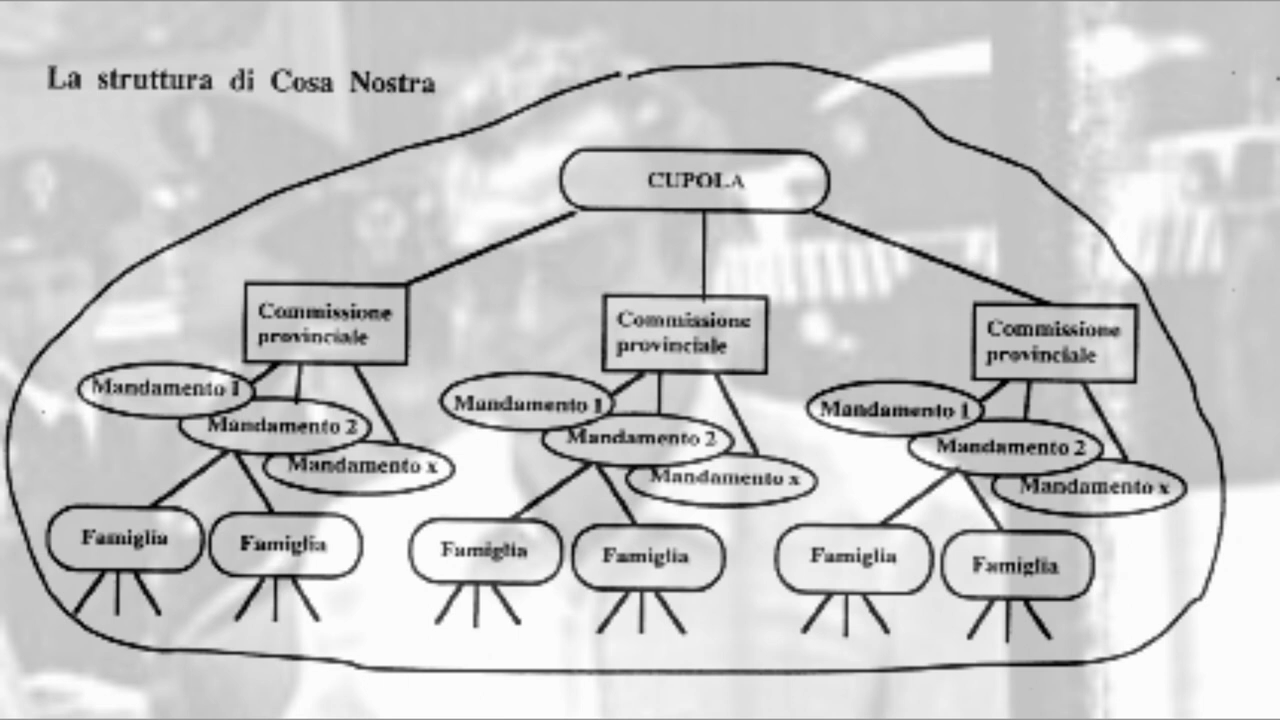 La struttura di Cosa Nostra
CUPOLA
Commissione
provinciale
Commissione
provinciale
Commissione
provinciale
Mandamento 1
Mandamento 2
Mandamento x
Mandamento 1
Mandamento 2
Mandamento x
Mandamento 1
Mandamento 2
Mandamento x
Famiglia
Famiglia
Famiglia
Famiglia
Famiglia
Famiglia